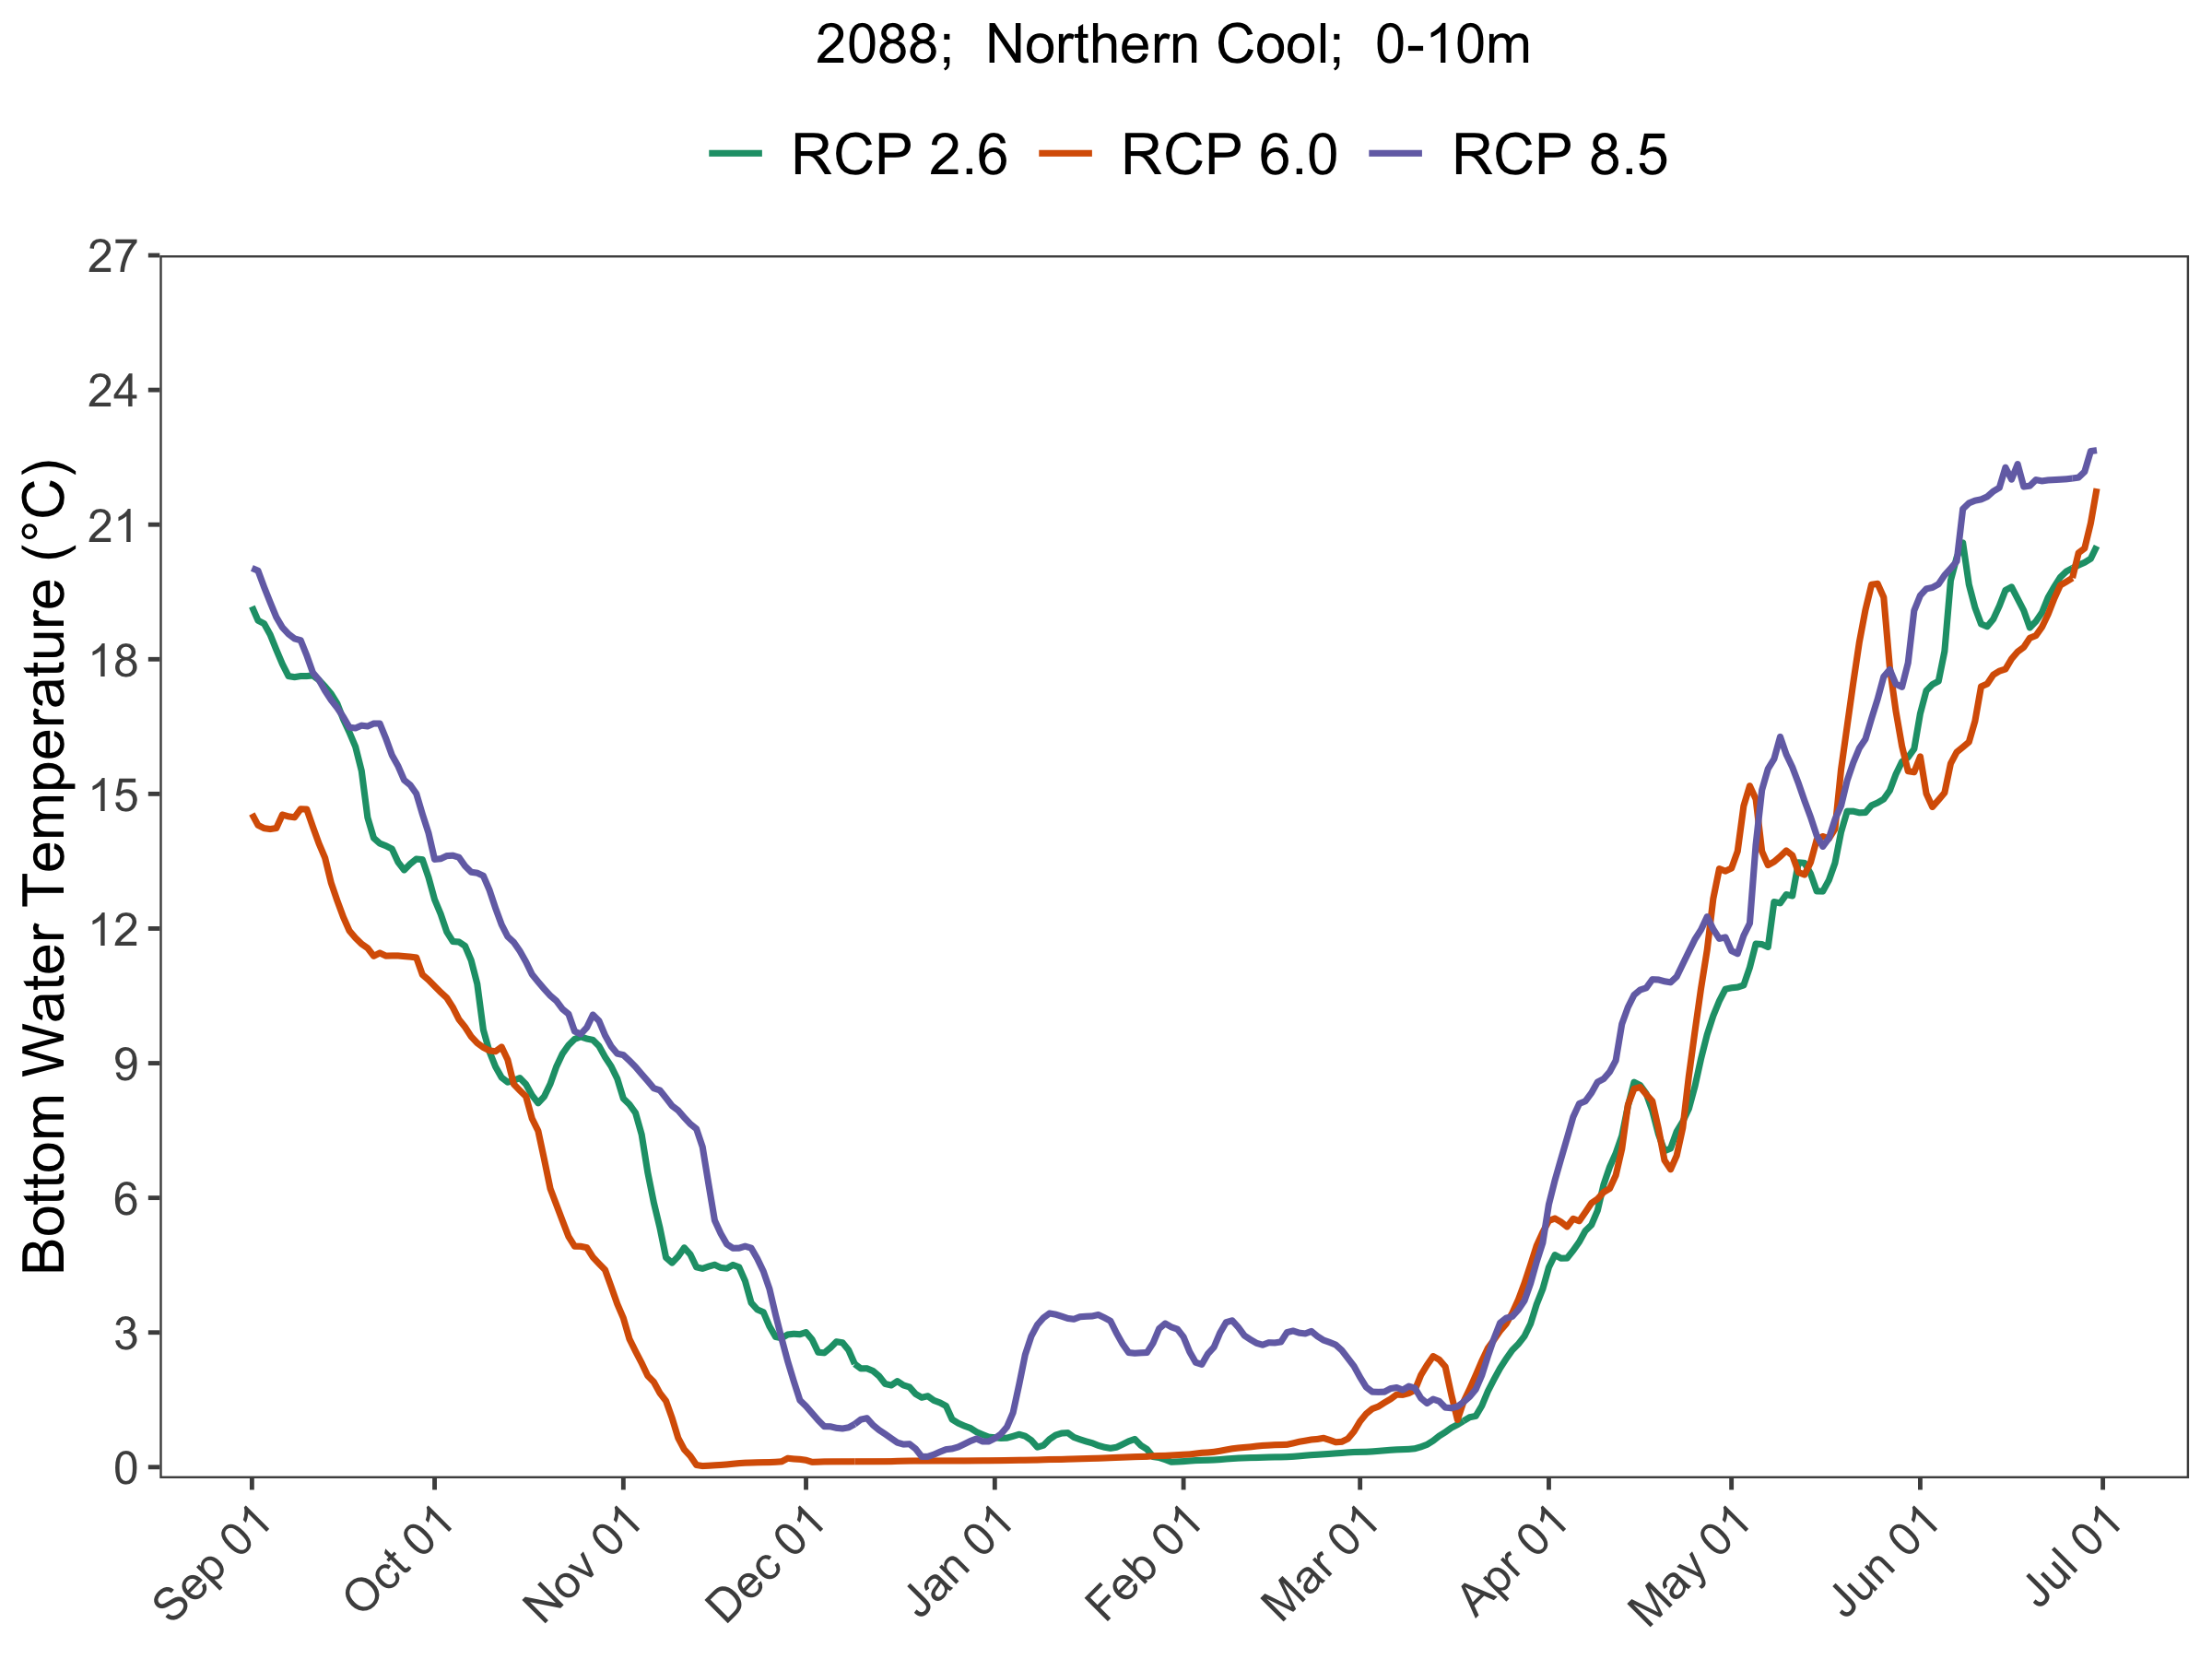 2088;  Northern Cool;  0-10m
RCP 2.6 RCP 6.0 RCP 8.5
Bottom Water Temperature (°C)
27
24
21
18
15
12
9
6
3
0
Sep 01 Oct 01 Nov 01 Dec 01 Jan 01 Feb 01 Mar 01 Apr 01 May 01 Jun 01 Jul 01